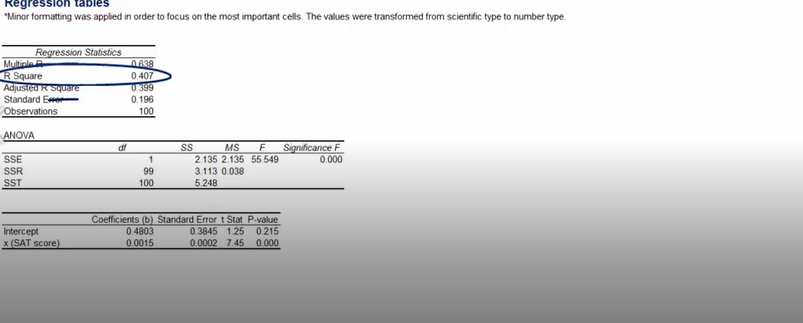 Regression tables
*Minor formatting was applied in order to focus on the most important cells. The values were transformed from scientific type to number type.
Regression Statistics
Multiple R 0.638
R Square 0.407
Adjusted R Square 0.399
Standard Error 0.196
Observations 100
ANOVA
df SS MS F Significance F
SSE 1 2.135 2.135 55.549 0.000
SSR 99 3.113 0.038
SST 100 5.248
Coefficients (b) Standard Error t Stat P-value
Intercept 0.4803 0.3845 1.25 0.215
x (SAT score) 0.0015 0.0002 7.45 0.000